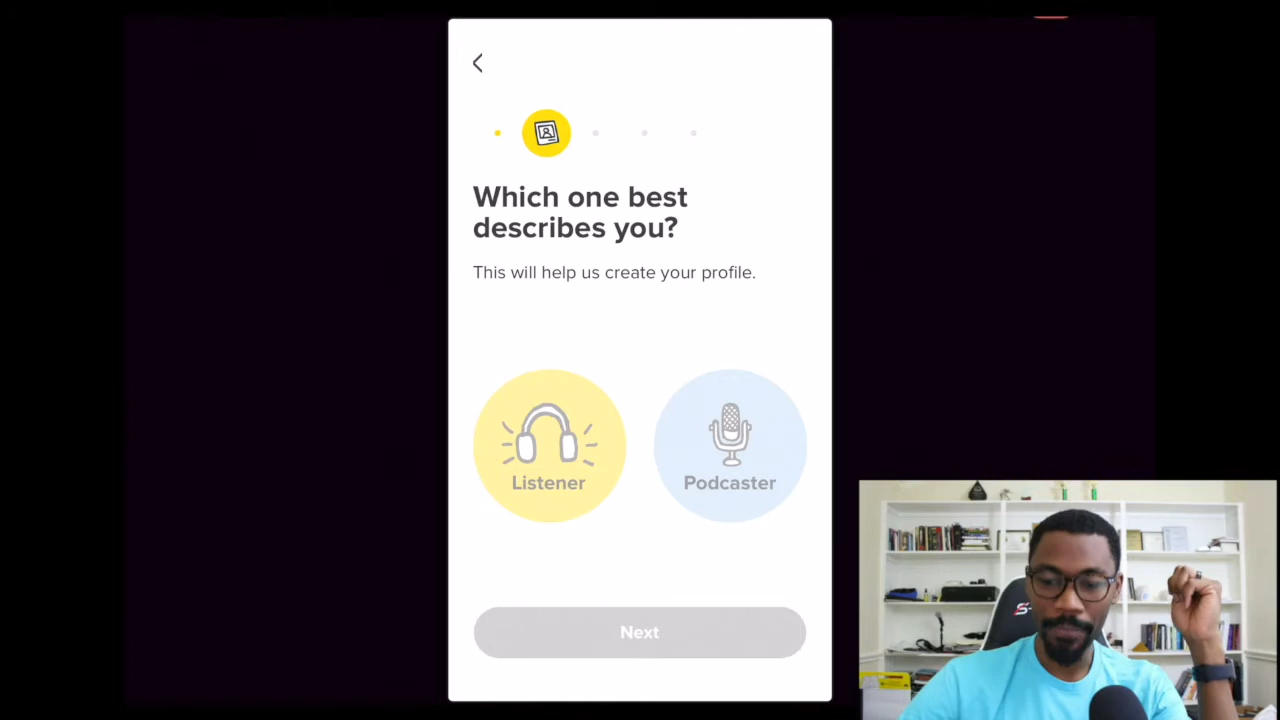 Which one best
describes you?
This will help us create your profile.
Listener
Podcaster
Next